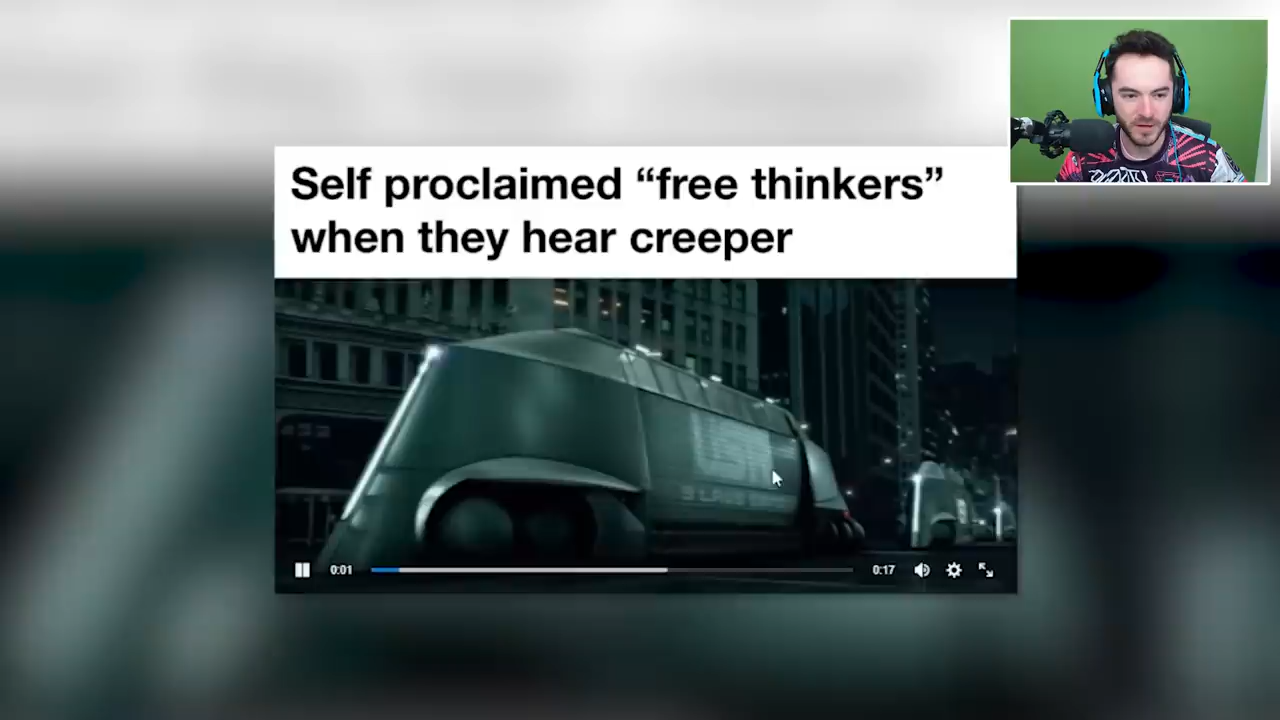 Self proclaimed “free thinkers”
when they hear creeper
0:01
0:17